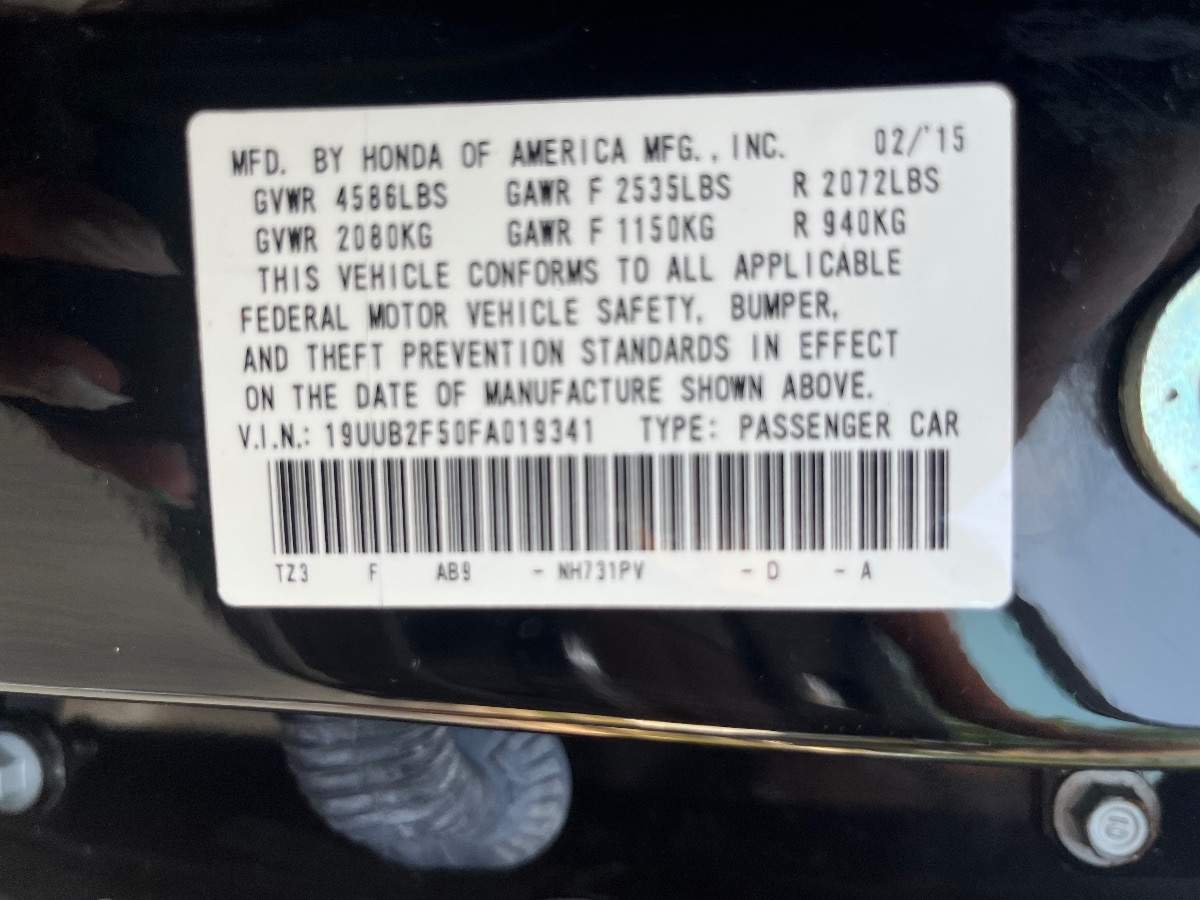 MFD. BY HONDA OF AMERICA MFG., INC. 02/'15
GVWR 4586LBS GAWR F 2535LBS R 2072LBS
GVWR 2080KG GAWR F 1150KG R 940KG
THIS VEHICLE CONFORMS TO ALL APPLICABLE
FEDERAL MOTOR VEHICLE SAFETY, BUMPER,
AND THEFT PREVENTION STANDARDS IN EFFECT
ON THE DATE OF MANUFACTURE SHOWN ABOVE.
V.I.N.: 19UUB2F50FA019341 TYPE: PASSENGER CAR
TZ3 F AB9 - NH731PV - D - A